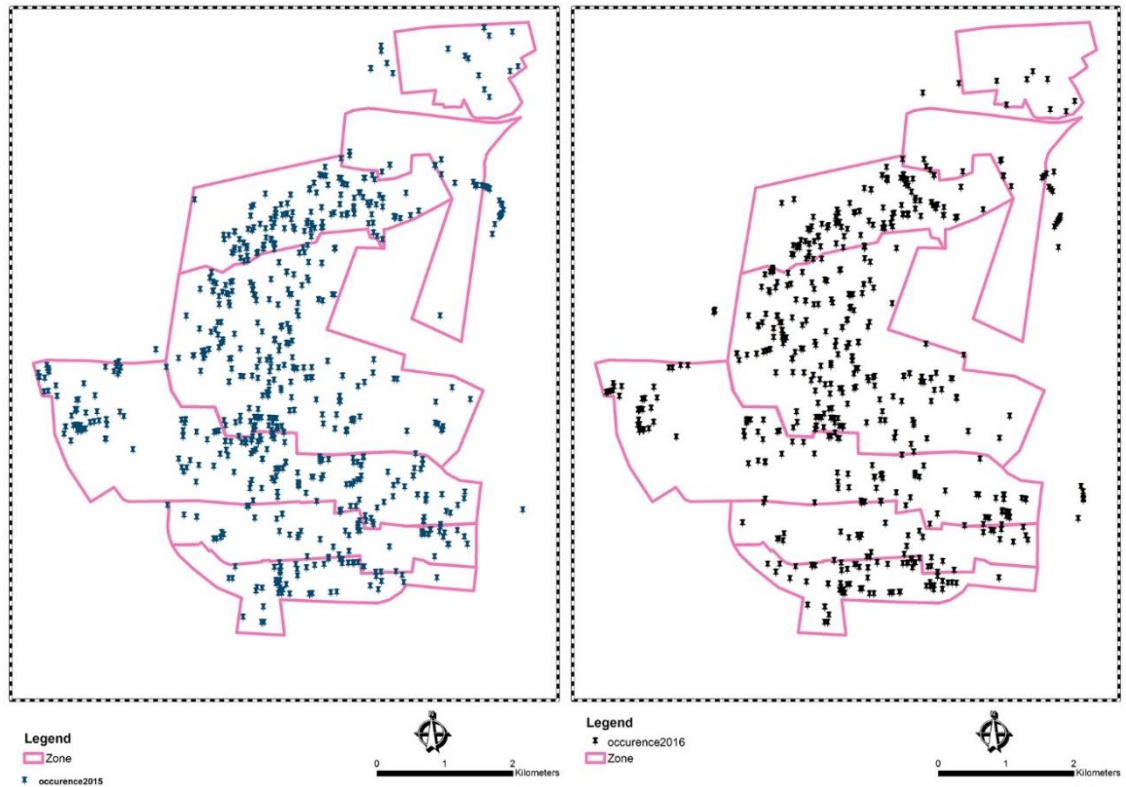 Legend
Zone
occurence2015
0 1 2
Kilometers
Legend
occurence2016
Zone
0 1 2
Kilometers